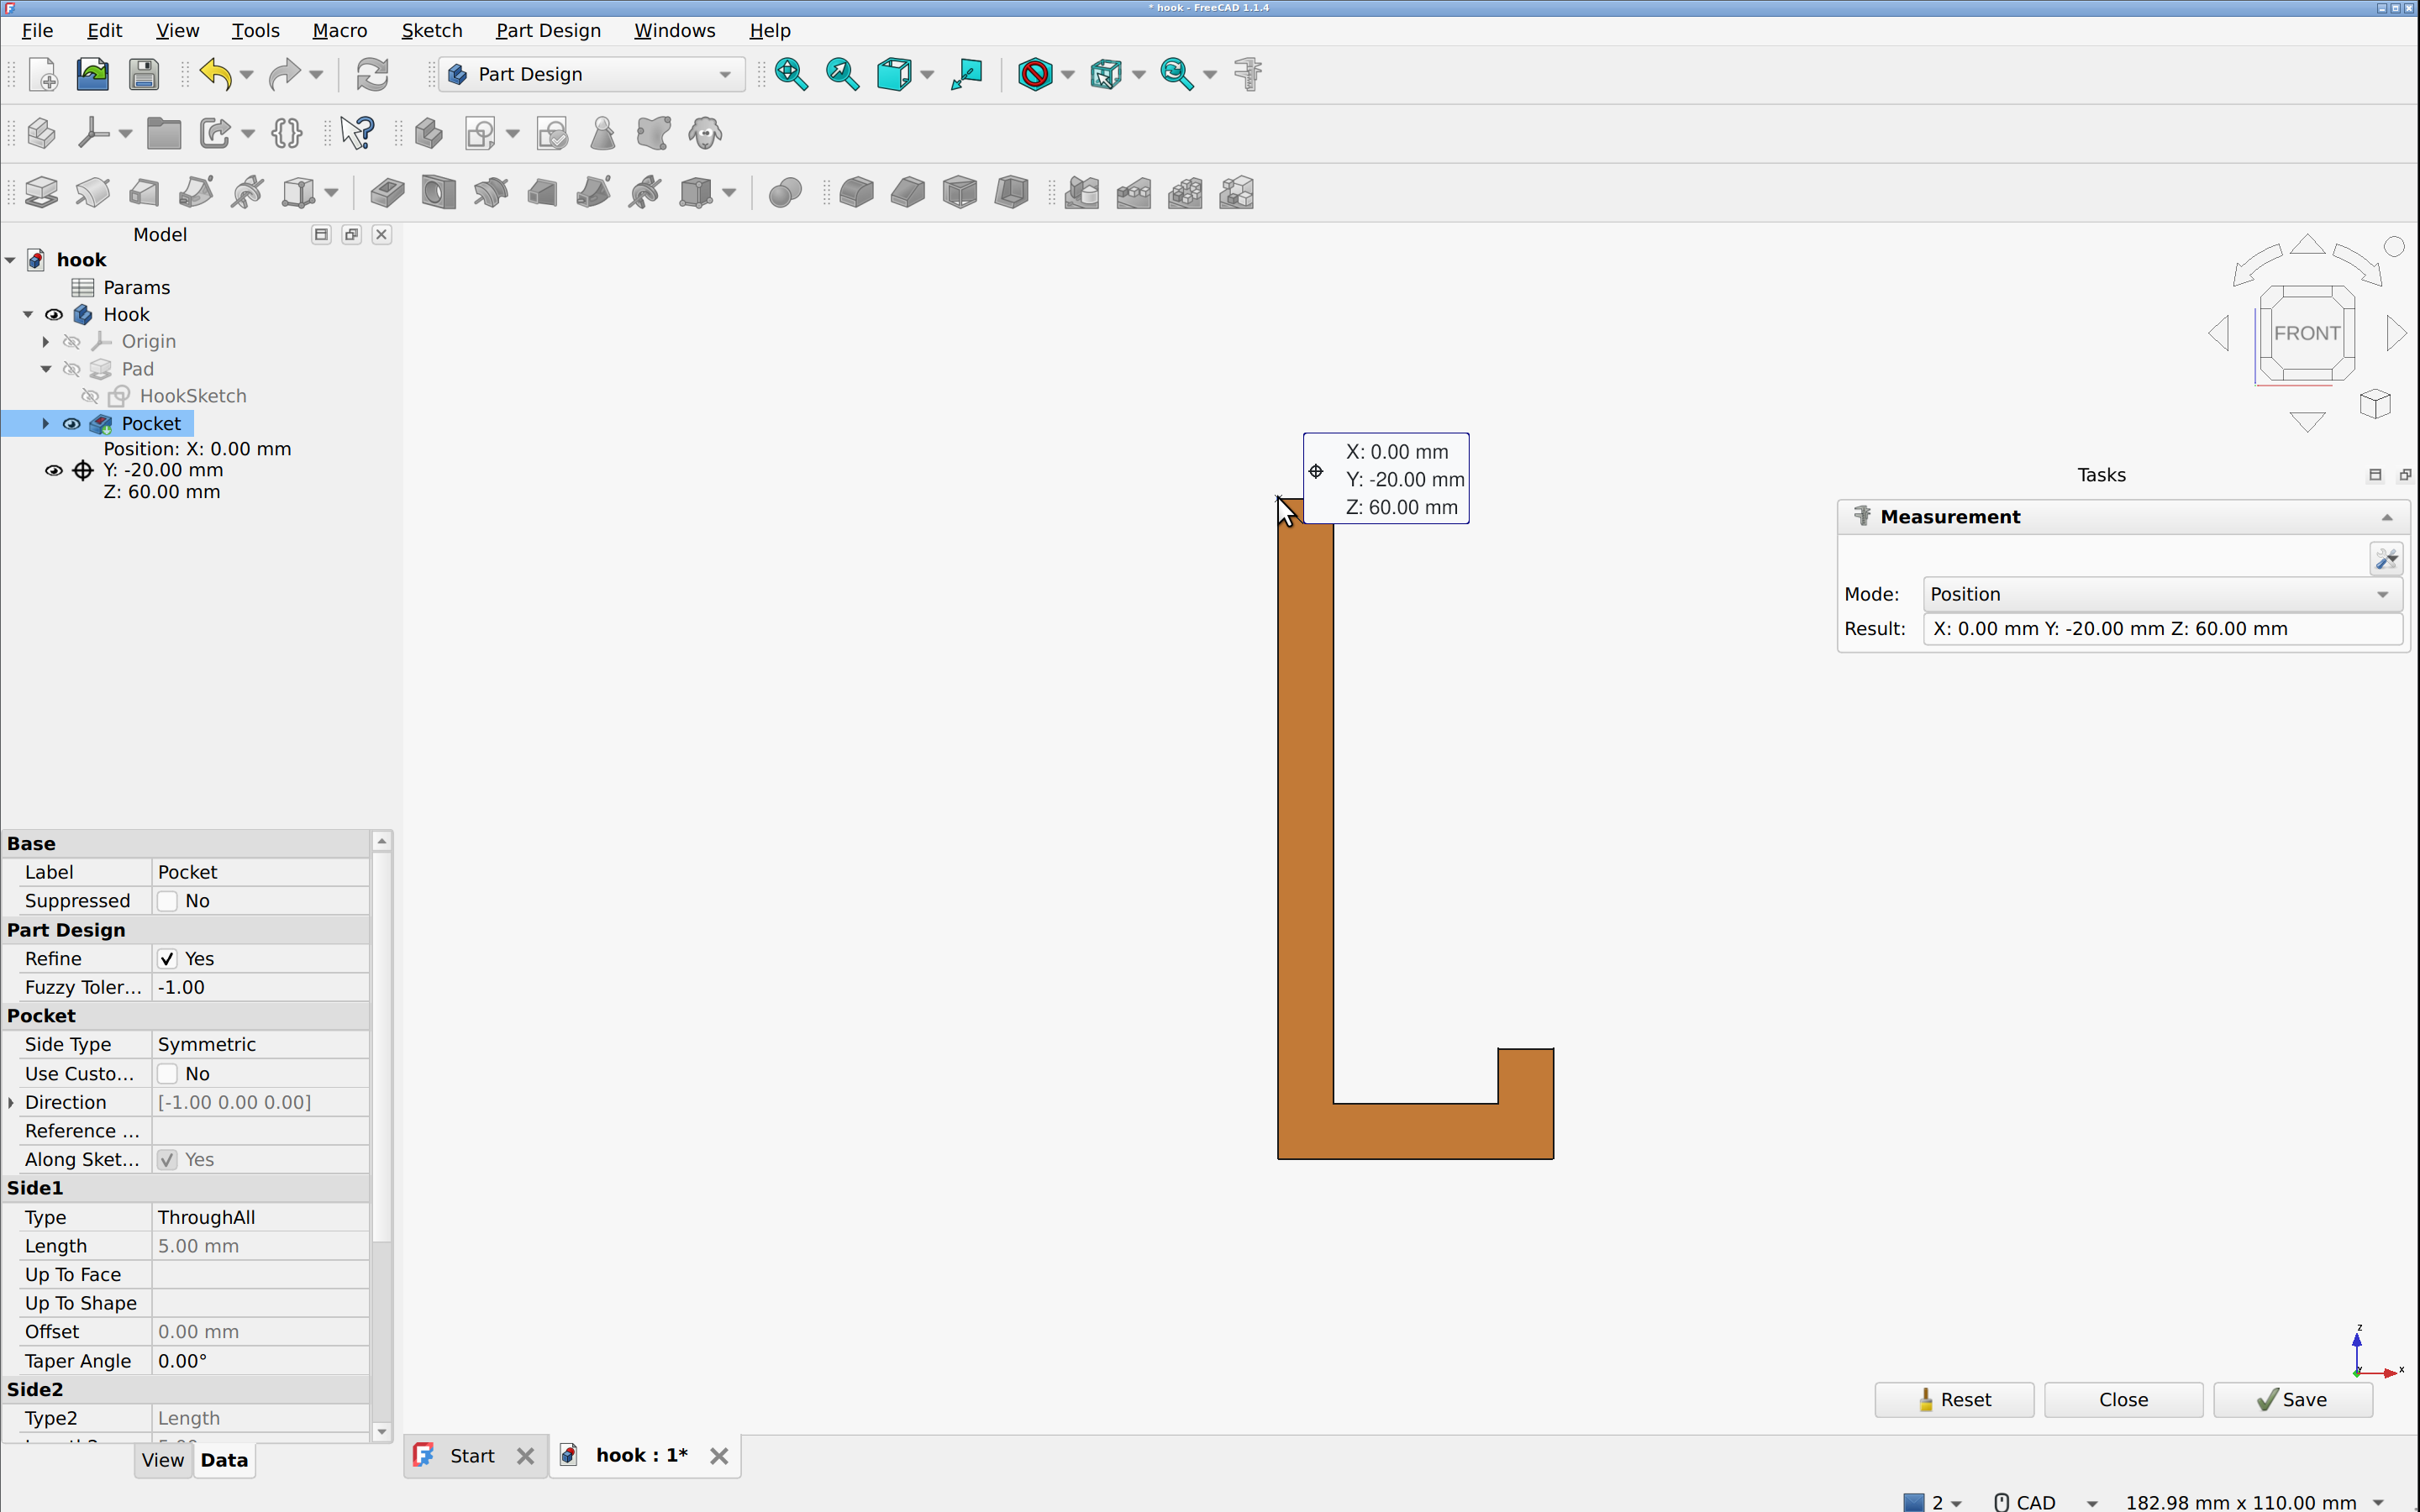 * hook - FreeCAD 1.1.4
File Edit View Tools Macro Sketch Part Design Windows Help
Part Design
Model
hook
Params
Hook
Origin
Pad
HookSketch
Pocket
Position: X: 0.00 mm
Y: -20.00 mm
Z: 60.00 mm
Base
Label Pocket
Suppressed No
Part Design
Refine Yes
Fuzzy Toler... -1.00
Pocket
Side Type Symmetric
Use Custo... No
Direction [-1.00 0.00 0.00]
Reference ...
Along Sket... Yes
Side1
Type ThroughAll
Length 5.00 mm
Up To Face
Up To Shape
Offset 0.00 mm
Taper Angle 0.00°
Side2
Type2 Length
View Data
X: 0.00 mm
Y: -20.00 mm
Z: 60.00 mm
FRONT
Tasks
Measurement
Mode: Position
Result: X: 0.00 mm Y: -20.00 mm Z: 60.00 mm
z
x
Reset Close Save
Start hook : 1*
2 CAD 182.98 mm x 110.00 mm